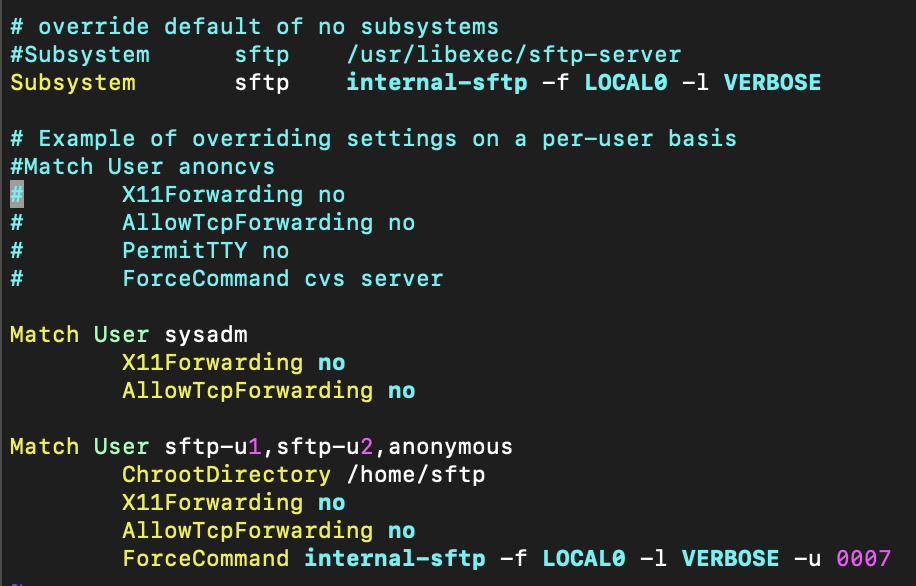 # override default of no subsystems
#Subsystem      sftp    /usr/libexec/sftp-server
Subsystem       sftp    internal-sftp -f LOCAL0 -l VERBOSE

# Example of overriding settings on a per-user basis
#Match User anoncvs
#       X11Forwarding no
#       AllowTcpForwarding no
#       PermitTTY no
#       ForceCommand cvs server

Match User sysadm
        X11Forwarding no
        AllowTcpForwarding no

Match User sftp-u1,sftp-u2,anonymous
        ChrootDirectory /home/sftp
        X11Forwarding no
        AllowTcpForwarding no
        ForceCommand internal-sftp -f LOCAL0 -l VERBOSE -u 0007